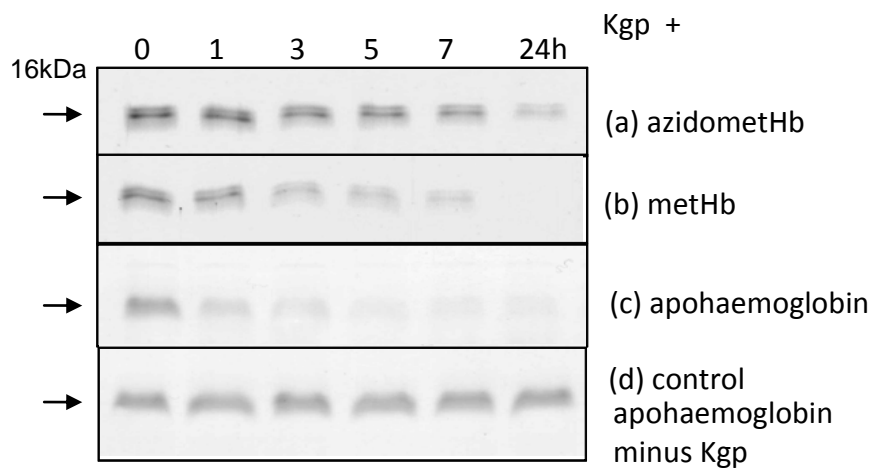 Kgp +
0 1 3 5 7 24h
16kDa
(a) azidometHb
(b) metHb
(c) apohaemoglobin
(d) control
apohaemoglobin
minus Kgp